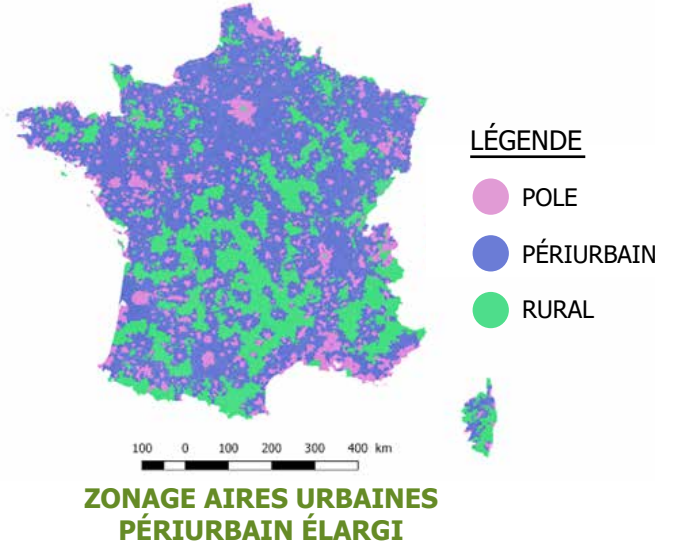 LÉGENDE
POLE
PÉRIURBAIN
RURAL
100 0 100 200 300 400 km
ZONAGE AIRES URBAINES
PÉRIURBAIN ÉLARGI